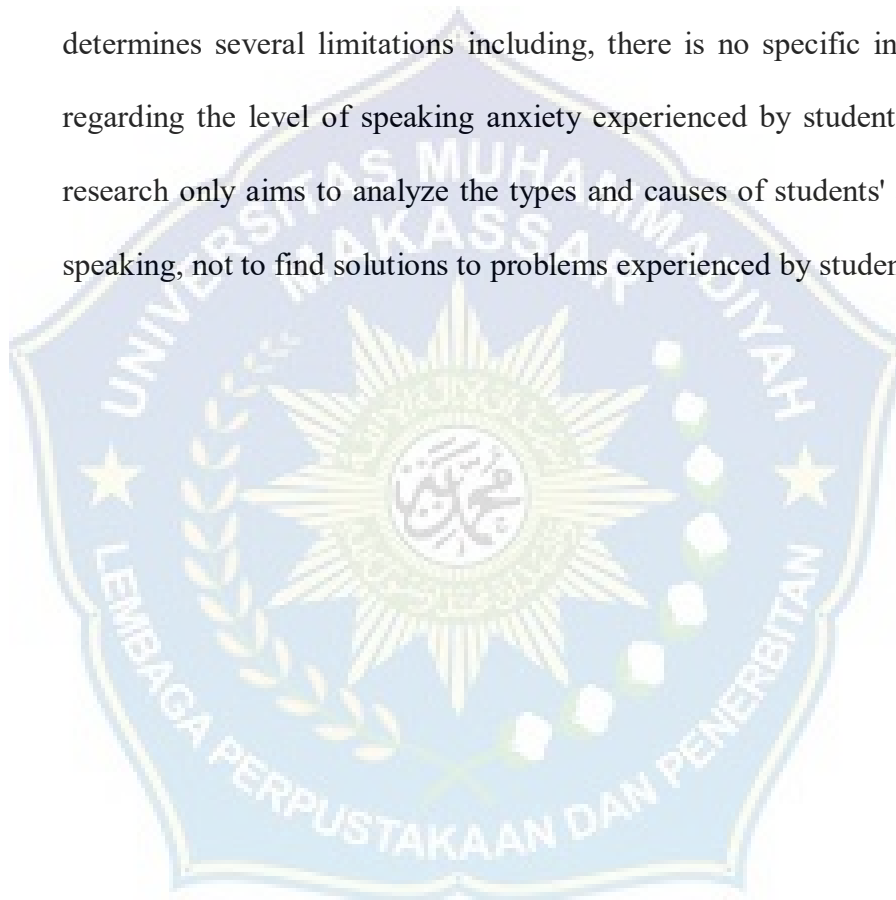 determines several limitations including, there is no specific in
regarding the level of speaking anxiety experienced by student
research only aims to analyze the types and causes of students'
speaking, not to find solutions to problems experienced by studen
UNIVERSITAS MUHAMMADIYAH
MAKASSAR
LEMBAGA PERPUSTAKAAN DAN PENERBITAN